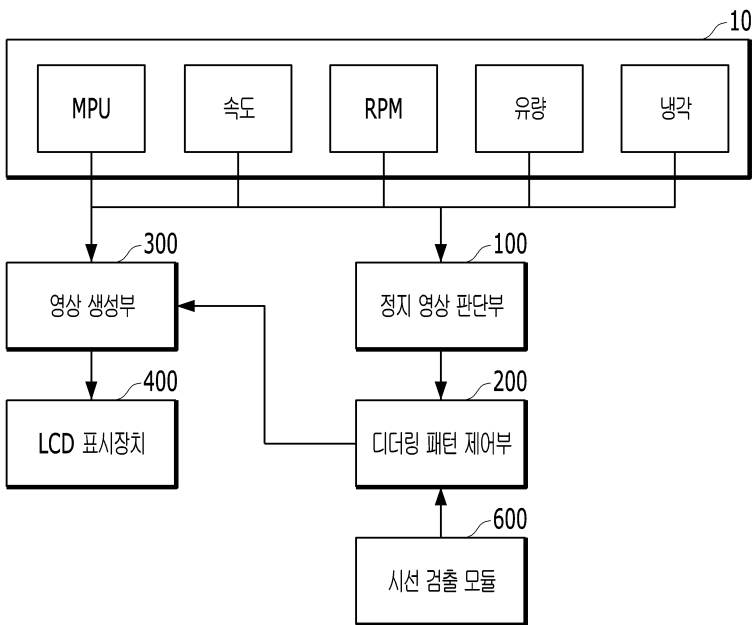 10
MPU
속도
RPM
유량
냉각
300
영상 생성부
100
정지 영상 판단부
400
LCD 표시장치
200
디더링 패턴 제어부
600
시선 검출 모듈